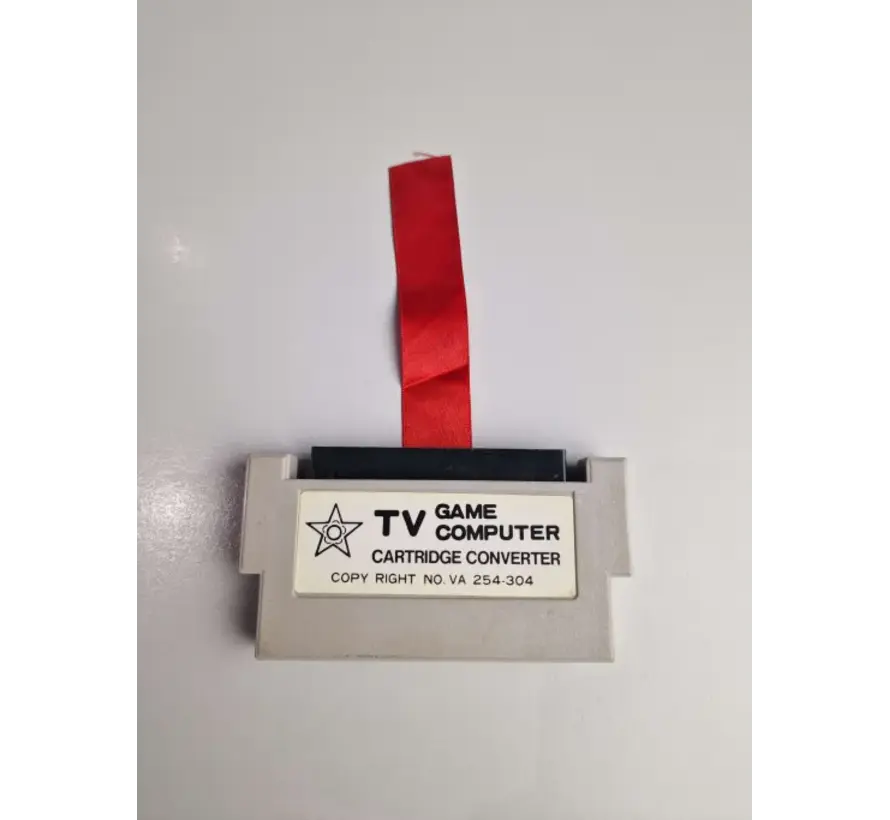 TV GAME COMPUTER
CARTRIDGE CONVERTER
COPY RIGHT NO. VA 254-304